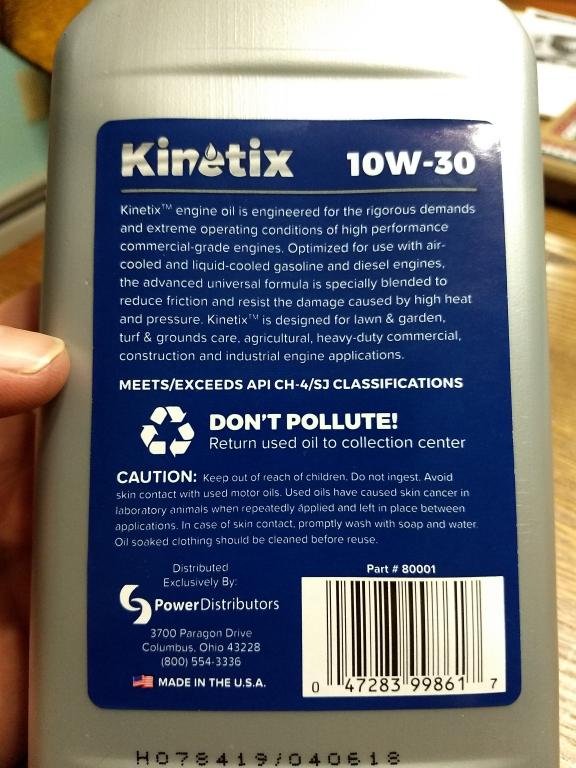 Kinetix 10W-30
Kinetix™ engine oil is engineered for the rigorous demands
and extreme operating conditions of high performance
commercial-grade engines. Optimized for use with air-
cooled and liquid-cooled gasoline and diesel engines,
the advanced universal formula is specially blended to
reduce friction and resist the damage caused by high heat
and pressure. Kinetix™ is designed for lawn & garden,
turf & grounds care, agricultural, heavy-duty commercial,
construction and industrial engine applications.
MEETS/EXCEEDS API CH-4/SJ CLASSIFICATIONS
DON'T POLLUTE!
Return used oil to collection center
CAUTION: Keep out of reach of children. Do not ingest. Avoid
skin contact with used motor oils. Used oils have caused skin cancer in
laboratory animals when repeatedly applied and left in place between
applications. In case of skin contact, promptly wash with soap and water.
Oil soaked clothing should be cleaned before reuse.
Distributed
Exclusively By:
PowerDistributors
3700 Paragon Drive
Columbus, Ohio 43228
(800) 554-3336
MADE IN THE U.S.A.
Part # 80001
0 47283 99861 7
H078419/040618